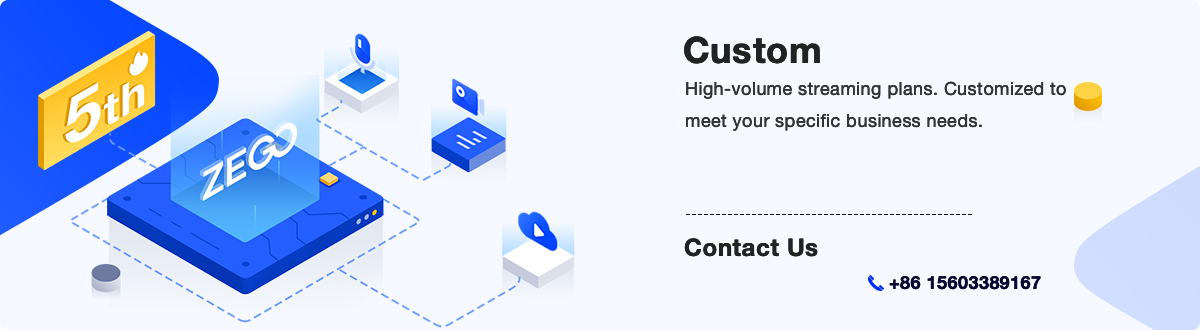 5th
ZEGO
Custom
High-volume streaming plans. Customized to
meet your specific business needs.
Contact Us
+86 15603389167